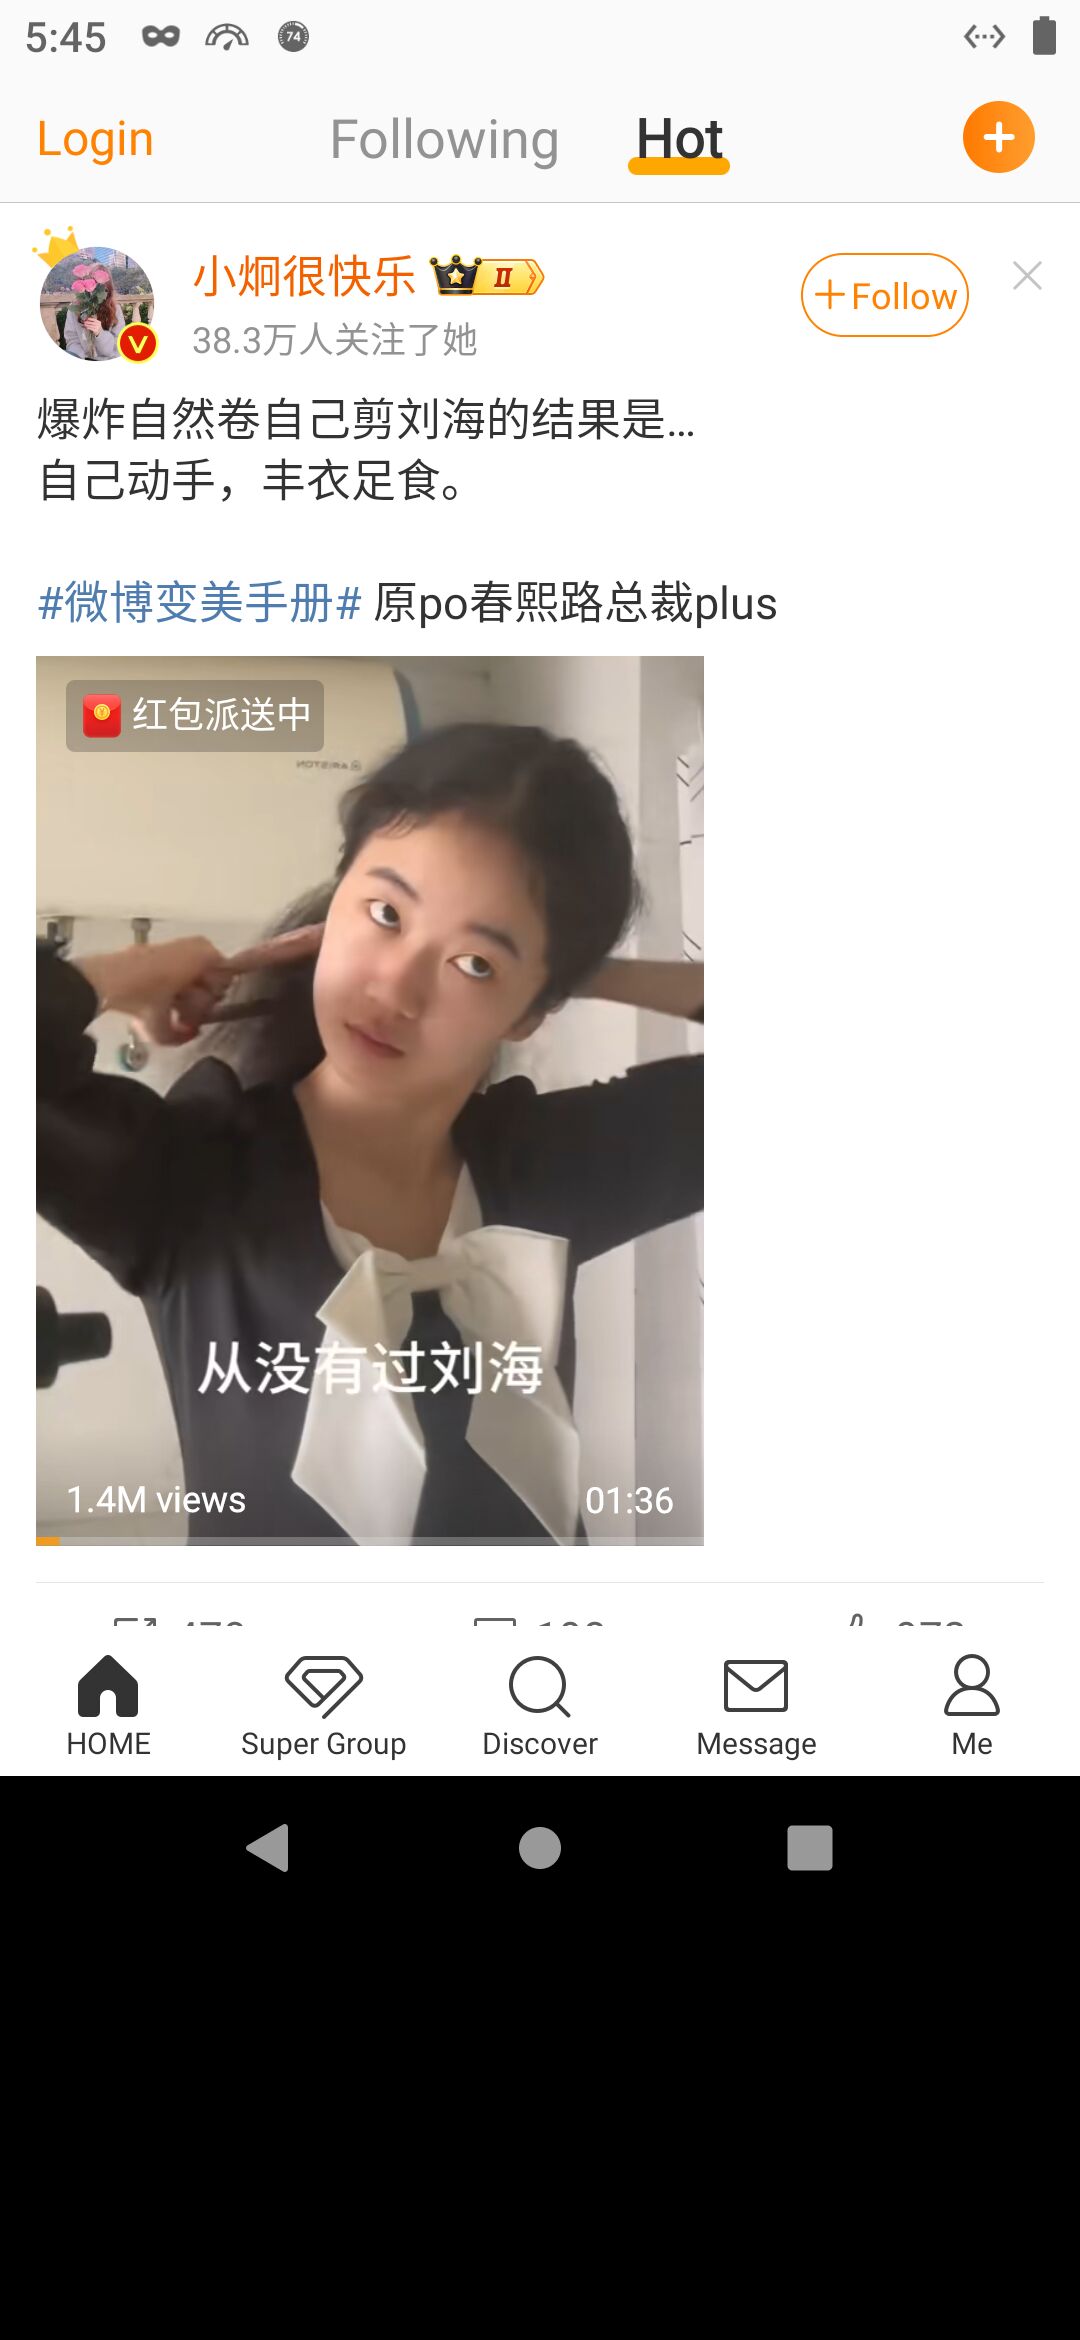 5:45
74
Login
Following
Hot
小炯很快乐
II
+Follow
V
38.3万人关注了她
爆炸自然卷自己剪刘海的结果是...
自己动手，丰衣足食。
#微博变美手册# 原po春熙路总裁plus
红包派送中
ARISTON
从没有过刘海
1.4M views
01:36
HOME
Super Group
Discover
Message
Me